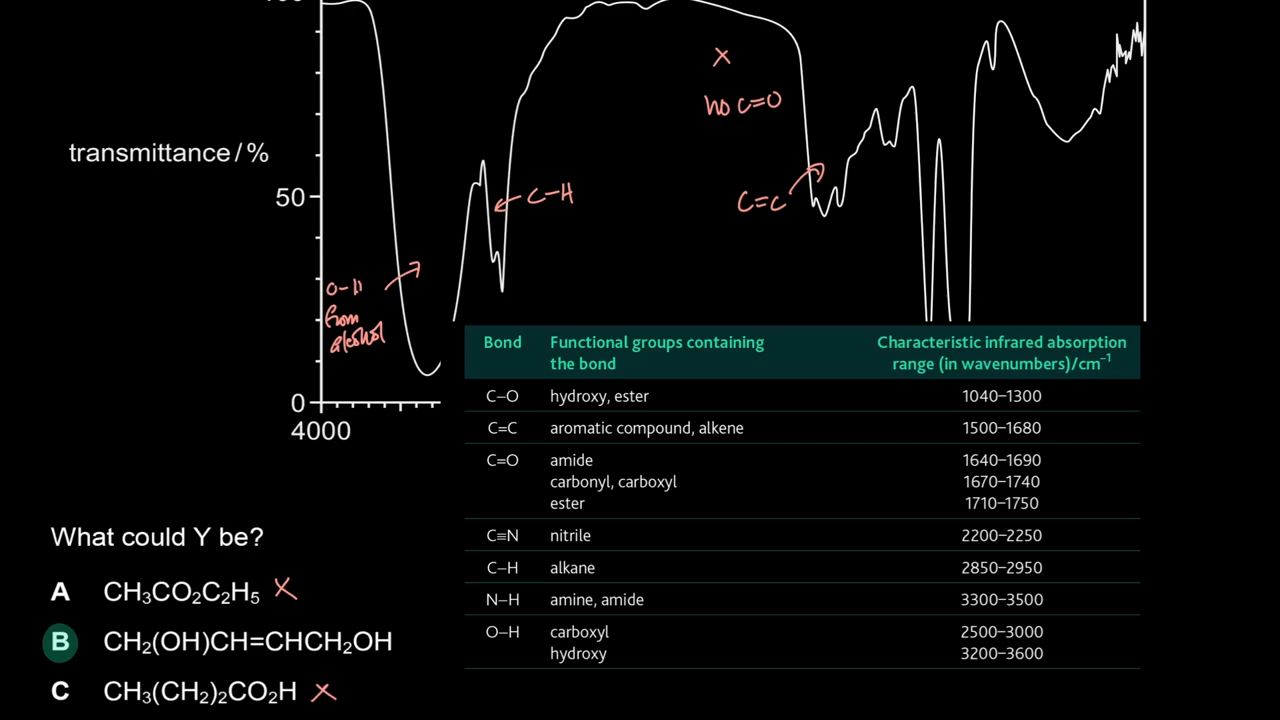 no C=O
transmittance / %
50
C-H
C=C
O-H
from
alcohol
0
4000
Bond Functional groups containing the bond Characteristic infrared absorption range (in wavenumbers)/cm⁻¹
C–O hydroxy, ester 1040–1300
C=C aromatic compound, alkene 1500–1680
C=O amide 1640–1690
carbonyl, carboxyl 1670–1740
ester 1710–1750
C≡N nitrile 2200–2250
C–H alkane 2850–2950
N–H amine, amide 3300–3500
O–H carboxyl 2500–3000
hydroxy 3200–3600
What could Y be?
A CH₃CO₂C₂H₅
B CH₂(OH)CH=CHCH₂OH
C CH₃(CH₂)₂CO₂H